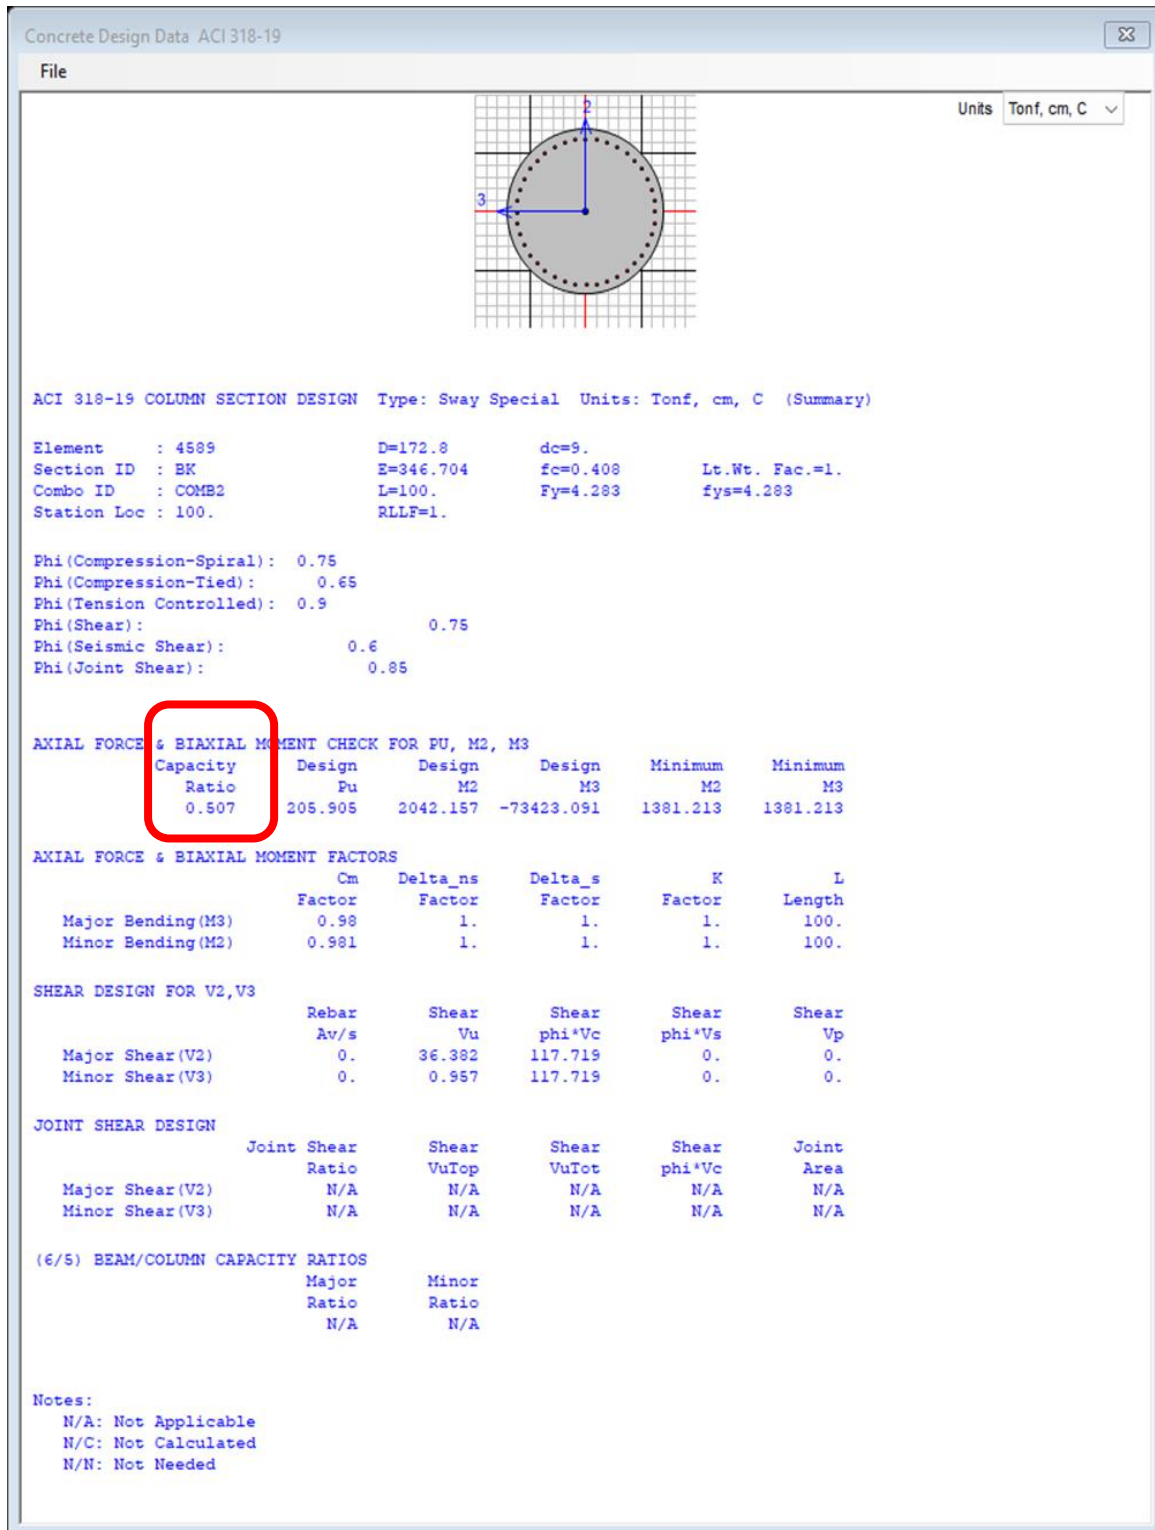 Concrete Design Data  ACI 318-19
File
Units Tonf, cm, C
2
3
ACI 318-19 COLUMN SECTION DESIGN  Type: Sway Special  Units: Tonf, cm, C  (Summary)
Element : 4589 D=172.8 dc=9.
Section ID : BK E=346.704 fc=0.408 Lt.Wt. Fac.=1.
Combo ID : COMB2 L=100. Fy=4.283 fys=4.283
Station Loc : 100. RLLF=1.
Phi(Compression-Spiral): 0.75
Phi(Compression-Tied): 0.65
Phi(Tension Controlled): 0.9
Phi(Shear): 0.75
Phi(Seismic Shear): 0.6
Phi(Joint Shear): 0.85
AXIAL FORCE & BIAXIAL MOMENT CHECK FOR PU, M2, M3
Capacity Design Design Design Minimum Minimum
Ratio Pu M2 M3 M2 M3
0.507 205.905 2042.157 -73423.091 1381.213 1381.213
AXIAL FORCE & BIAXIAL MOMENT FACTORS
Cm Delta_ns Delta_s K L
Factor Factor Factor Factor Length
Major Bending(M3) 0.98 1. 1. 1. 100.
Minor Bending(M2) 0.981 1. 1. 1. 100.
SHEAR DESIGN FOR V2,V3
Rebar Shear Shear Shear Shear
Av/s Vu phi*Vc phi*Vs Vp
Major Shear(V2) 0. 36.382 117.719 0. 0.
Minor Shear(V3) 0. 0.957 117.719 0. 0.
JOINT SHEAR DESIGN
Joint Shear Shear Shear Shear Joint
Ratio VuTop VuTot phi*Vc Area
Major Shear(V2) N/A N/A N/A N/A N/A
Minor Shear(V3) N/A N/A N/A N/A N/A
(6/5) BEAM/COLUMN CAPACITY RATIOS
Major Minor
Ratio Ratio
N/A N/A
Notes:
N/A: Not Applicable
N/C: Not Calculated
N/N: Not Needed